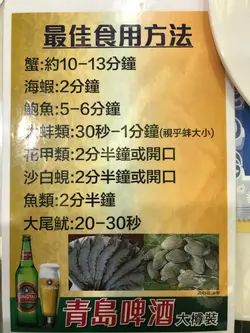 最佳食用方法
蟹:約10-13分鐘
海蝦:2分鐘
鮑魚:5-6分鐘
大蚌類:30秒-1分鐘(視乎蚌大小)
花甲類:2分半鐘或開口
沙白蜆:2分半鐘或開口
魚類:2分半鐘
大尾魷:20-30秒
青島啤酒 大樽裝
TSINGTAO